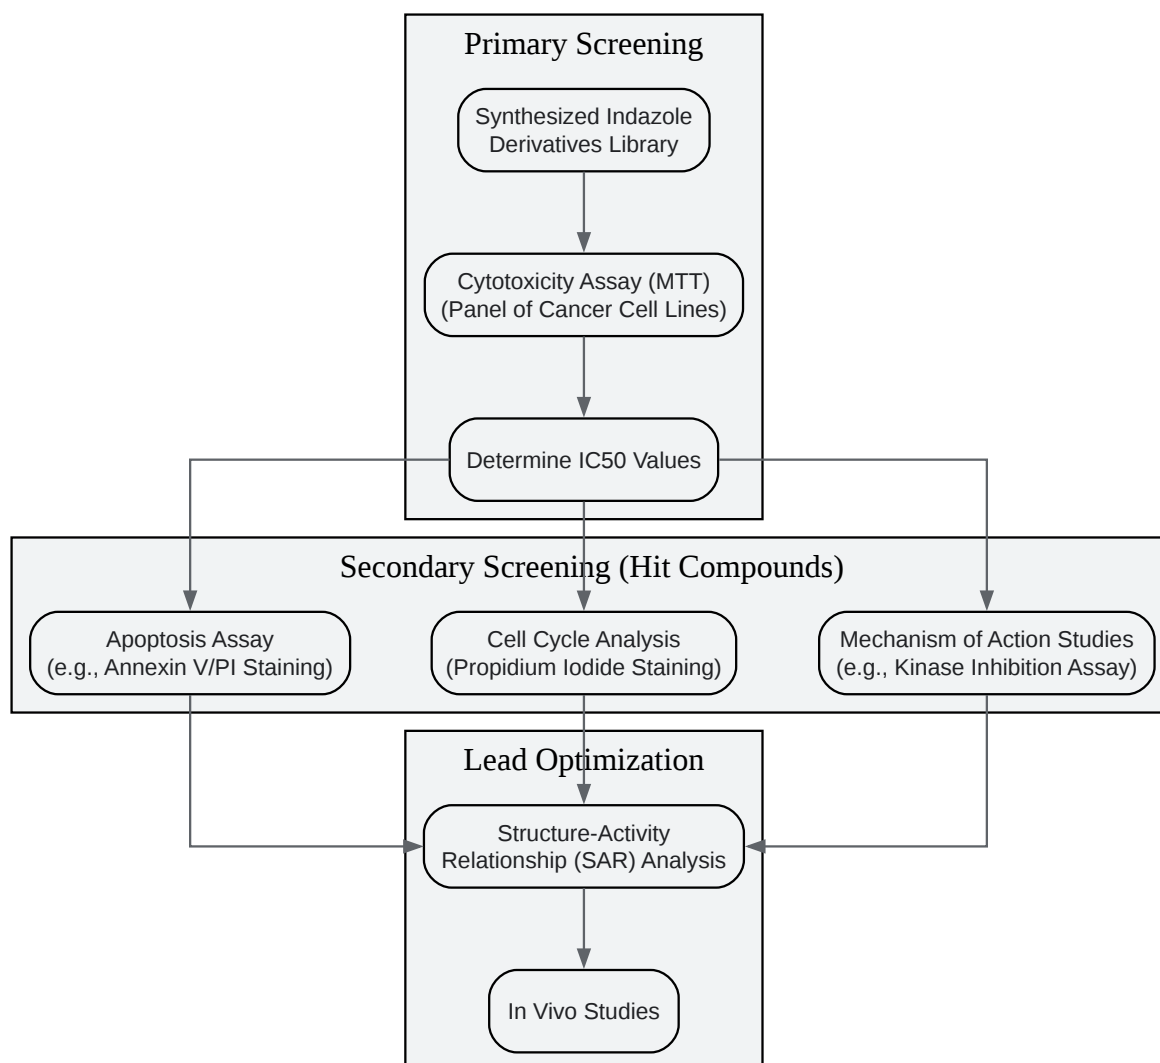 Primary Screening
Synthesized Indazole
Derivatives Library
Cytotoxicity Assay (MTT)
(Panel of Cancer Cell Lines)
Determine IC50 Values
Secondary Screening (Hit Compounds)
Apoptosis Assay
(e.g., Annexin V/PI Staining)
Cell Cycle Analysis
(Propidium Iodide Staining)
Mechanism of Action Studies
(e.g., Kinase Inhibition Assay)
Lead Optimization
Structure-Activity
Relationship (SAR) Analysis
In Vivo Studies